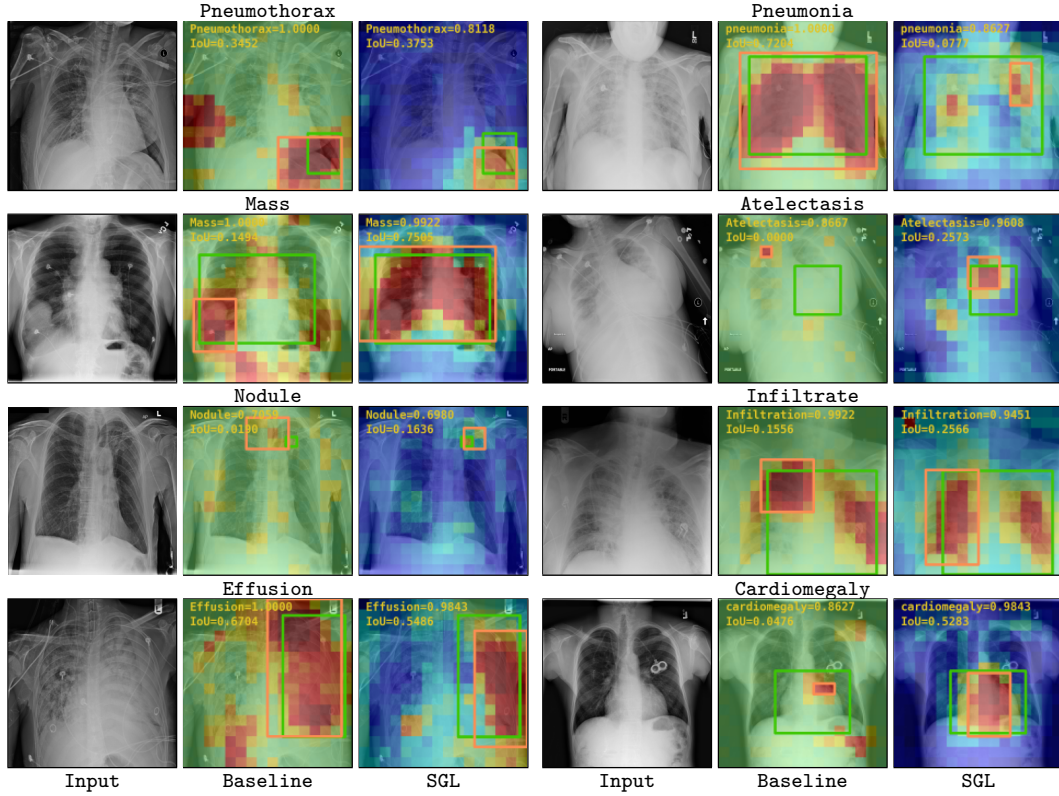 Pneumothorax
Pneumonia
Pneumothorax=1.0000
IoU=0.3452
Pneumothorax=0.8118
IoU=0.3753
L
IoU=0.7204
pneumonia=0.8627
IoU=0.0777
Mass
Atelectasis
IoU=0.1494
Mass=0.9922
IoU=0.7505
Atelectasis=0.8667
IoU=0.0000
Atelectasis=0.9608
IoU=0.2573
PORTABLE
Nodule
Infiltrate
L
IoU=0.0190
Nodule=0.6980
IoU=0.1636
Infiltration=0.9922
IoU=0.1556
Infiltration=0.9451
IoU=0.2566
Effusion
Cardiomegaly
Effusion=1.0000
IoU=0.6704
Effusion=0.9843
IoU=0.5486
cardiomegaly=0.8627
IoU=0.0476
cardiomegaly=0.9843
IoU=0.5283
Input Baseline SGL Input Baseline SGL